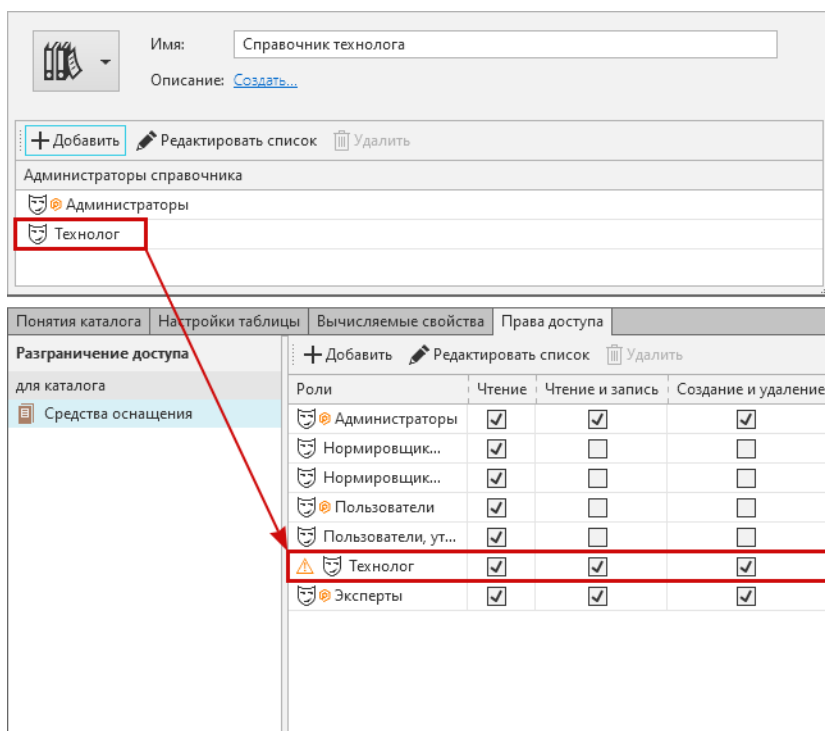 Имя: Справочник технолога
Описание: Создать...
Добавить Редактировать список Удалить
Администраторы справочника
Администраторы
Технолог
Понятия каталога Настройки таблицы Вычисляемые свойства Права доступа
Разграничение доступа Добавить Редактировать список Удалить
для каталога Роли Чтение Чтение и запись Создание и удаление
Средства оснащения Администраторы
Нормировщик...
Нормировщик...
Пользователи
Пользователи, ут...
Технолог
Эксперты